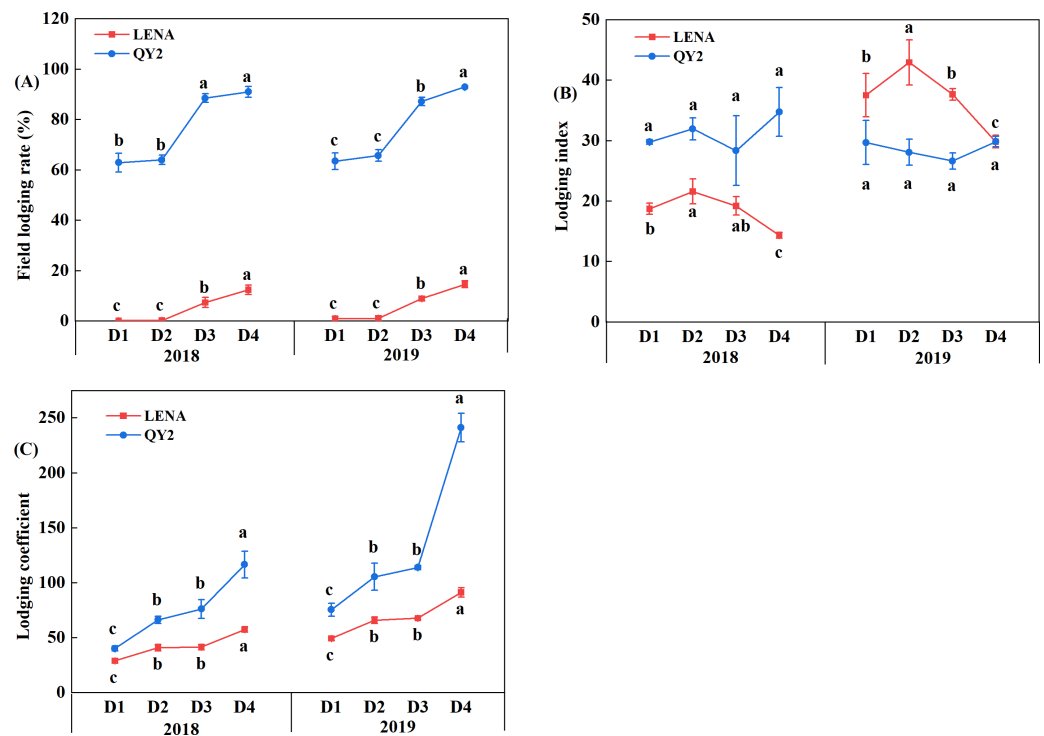 (A)
Field lodging rate (%)
120
100
80
60
40
20
0
LENA
QY2
b b a a
c c b a
c c b a
c c b a
D1 D2 D3 D4 D1 D2 D3 D4
2018 2019
(B)
Lodging index
50
40
30
20
10
0
LENA
QY2
a a a a
b a ab c
b a b c
a a a a
D1 D2 D3 D4 D1 D2 D3 D4
2018 2019
(C)
Lodging coefficient
250
200
150
100
50
0
LENA
QY2
c b b a
c b b a
c b b a
c b b a
D1 D2 D3 D4 D1 D2 D3 D4
2018 2019